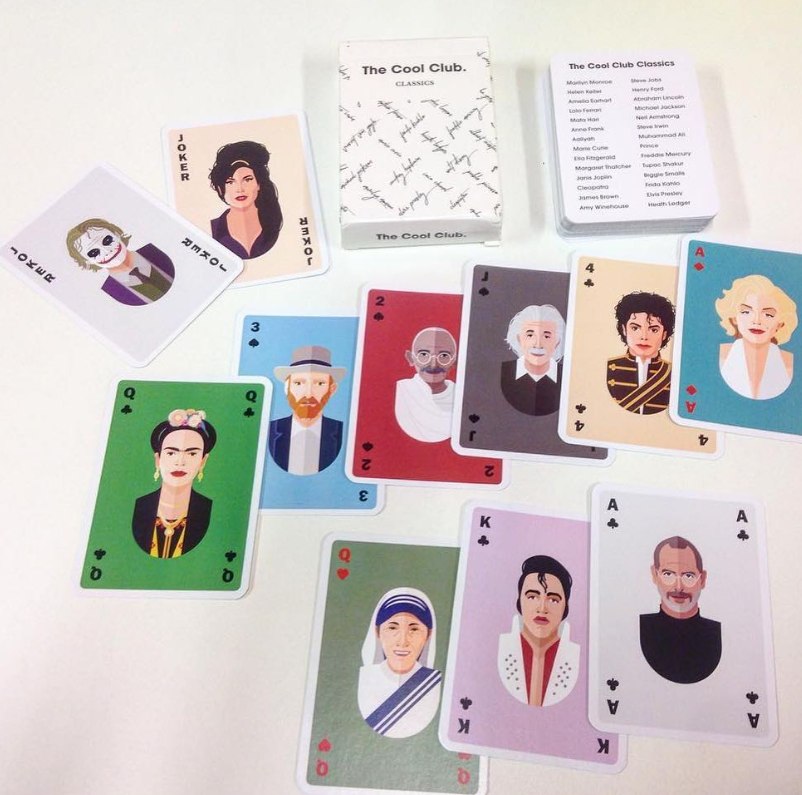 The Cool Club.
CLASSICS
The Cool Club.
The Cool Club Classics
Marilyn Monroe
Helen Keller
Amelia Earhart
Lola Ferrari
Mata Hari
Anne Frank
Aaliyah
Marie Curie
Ella Fitzgerald
Margaret Thatcher
Janis Joplin
Cleopatra
James Brown
Amy Winehouse
Steve Jobs
Henry Ford
Abraham Lincoln
Michael Jackson
Neil Armstrong
Steve Irwin
Muhammad Ali
Prince
Freddie Mercury
Tupac Shakur
Biggie Smalls
Frida Kahlo
Elvis Presley
Heath Ledger
JOKER
JOKER
JOKER
JOKER
3
3
2
2
2
J
J
4
4
4
A
A
Q
Q
Q
Q
Q
Q
Q
K
K
K
A
A
A
A